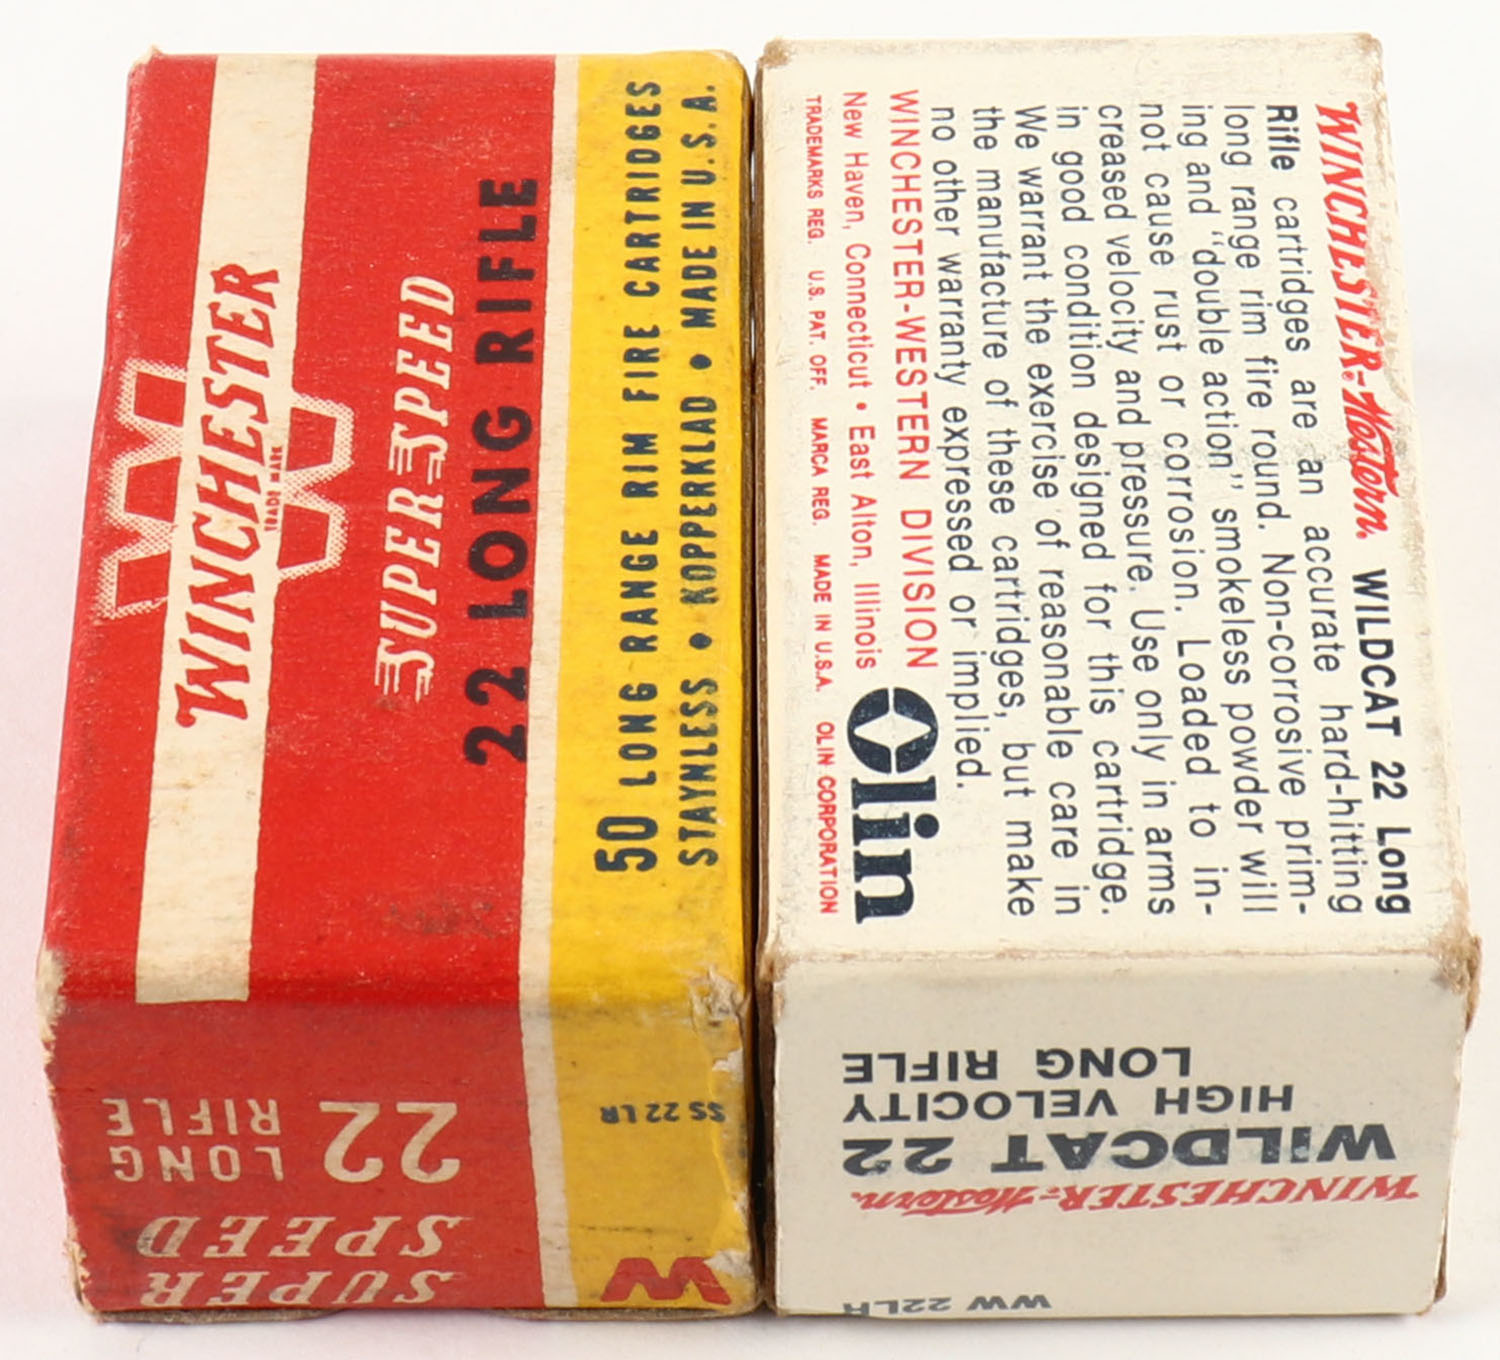 WINCHESTER
TRADE MARK
SUPER SPEED
22 LONG RIFLE
50 LONG RANGE RIM FIRE CARTRIDGES
STAYNLESS • KOPPERKLAD • MADE IN U.S.A.
SUPER
SPEED
22 LONG
RIFLE
SS 22 LR
W
WINCHESTER-Western. WILDCAT 22 Long
Rifle cartridges are an accurate hard-hitting
long range rim fire round. Non-corrosive prim-
ing and "double action" smokeless powder will
not cause rust or corrosion. Loaded to in-
creased velocity and pressure. Use only in arms
in good condition designed for this cartridge.
We warrant the exercise of reasonable care in
the manufacture of these cartridges, but make
no other warranty expressed or implied.
WINCHESTER-WESTERN DIVISION
New Haven, Connecticut • East Alton, Illinois
Olin
TRADEMARKS REG. U.S. PAT. OFF. MARCA REG. MADE IN U.S.A. OLIN CORPORATION
WW 22LR
WINCHESTER-Western.
WILDCAT 22
HIGH VELOCITY
LONG RIFLE